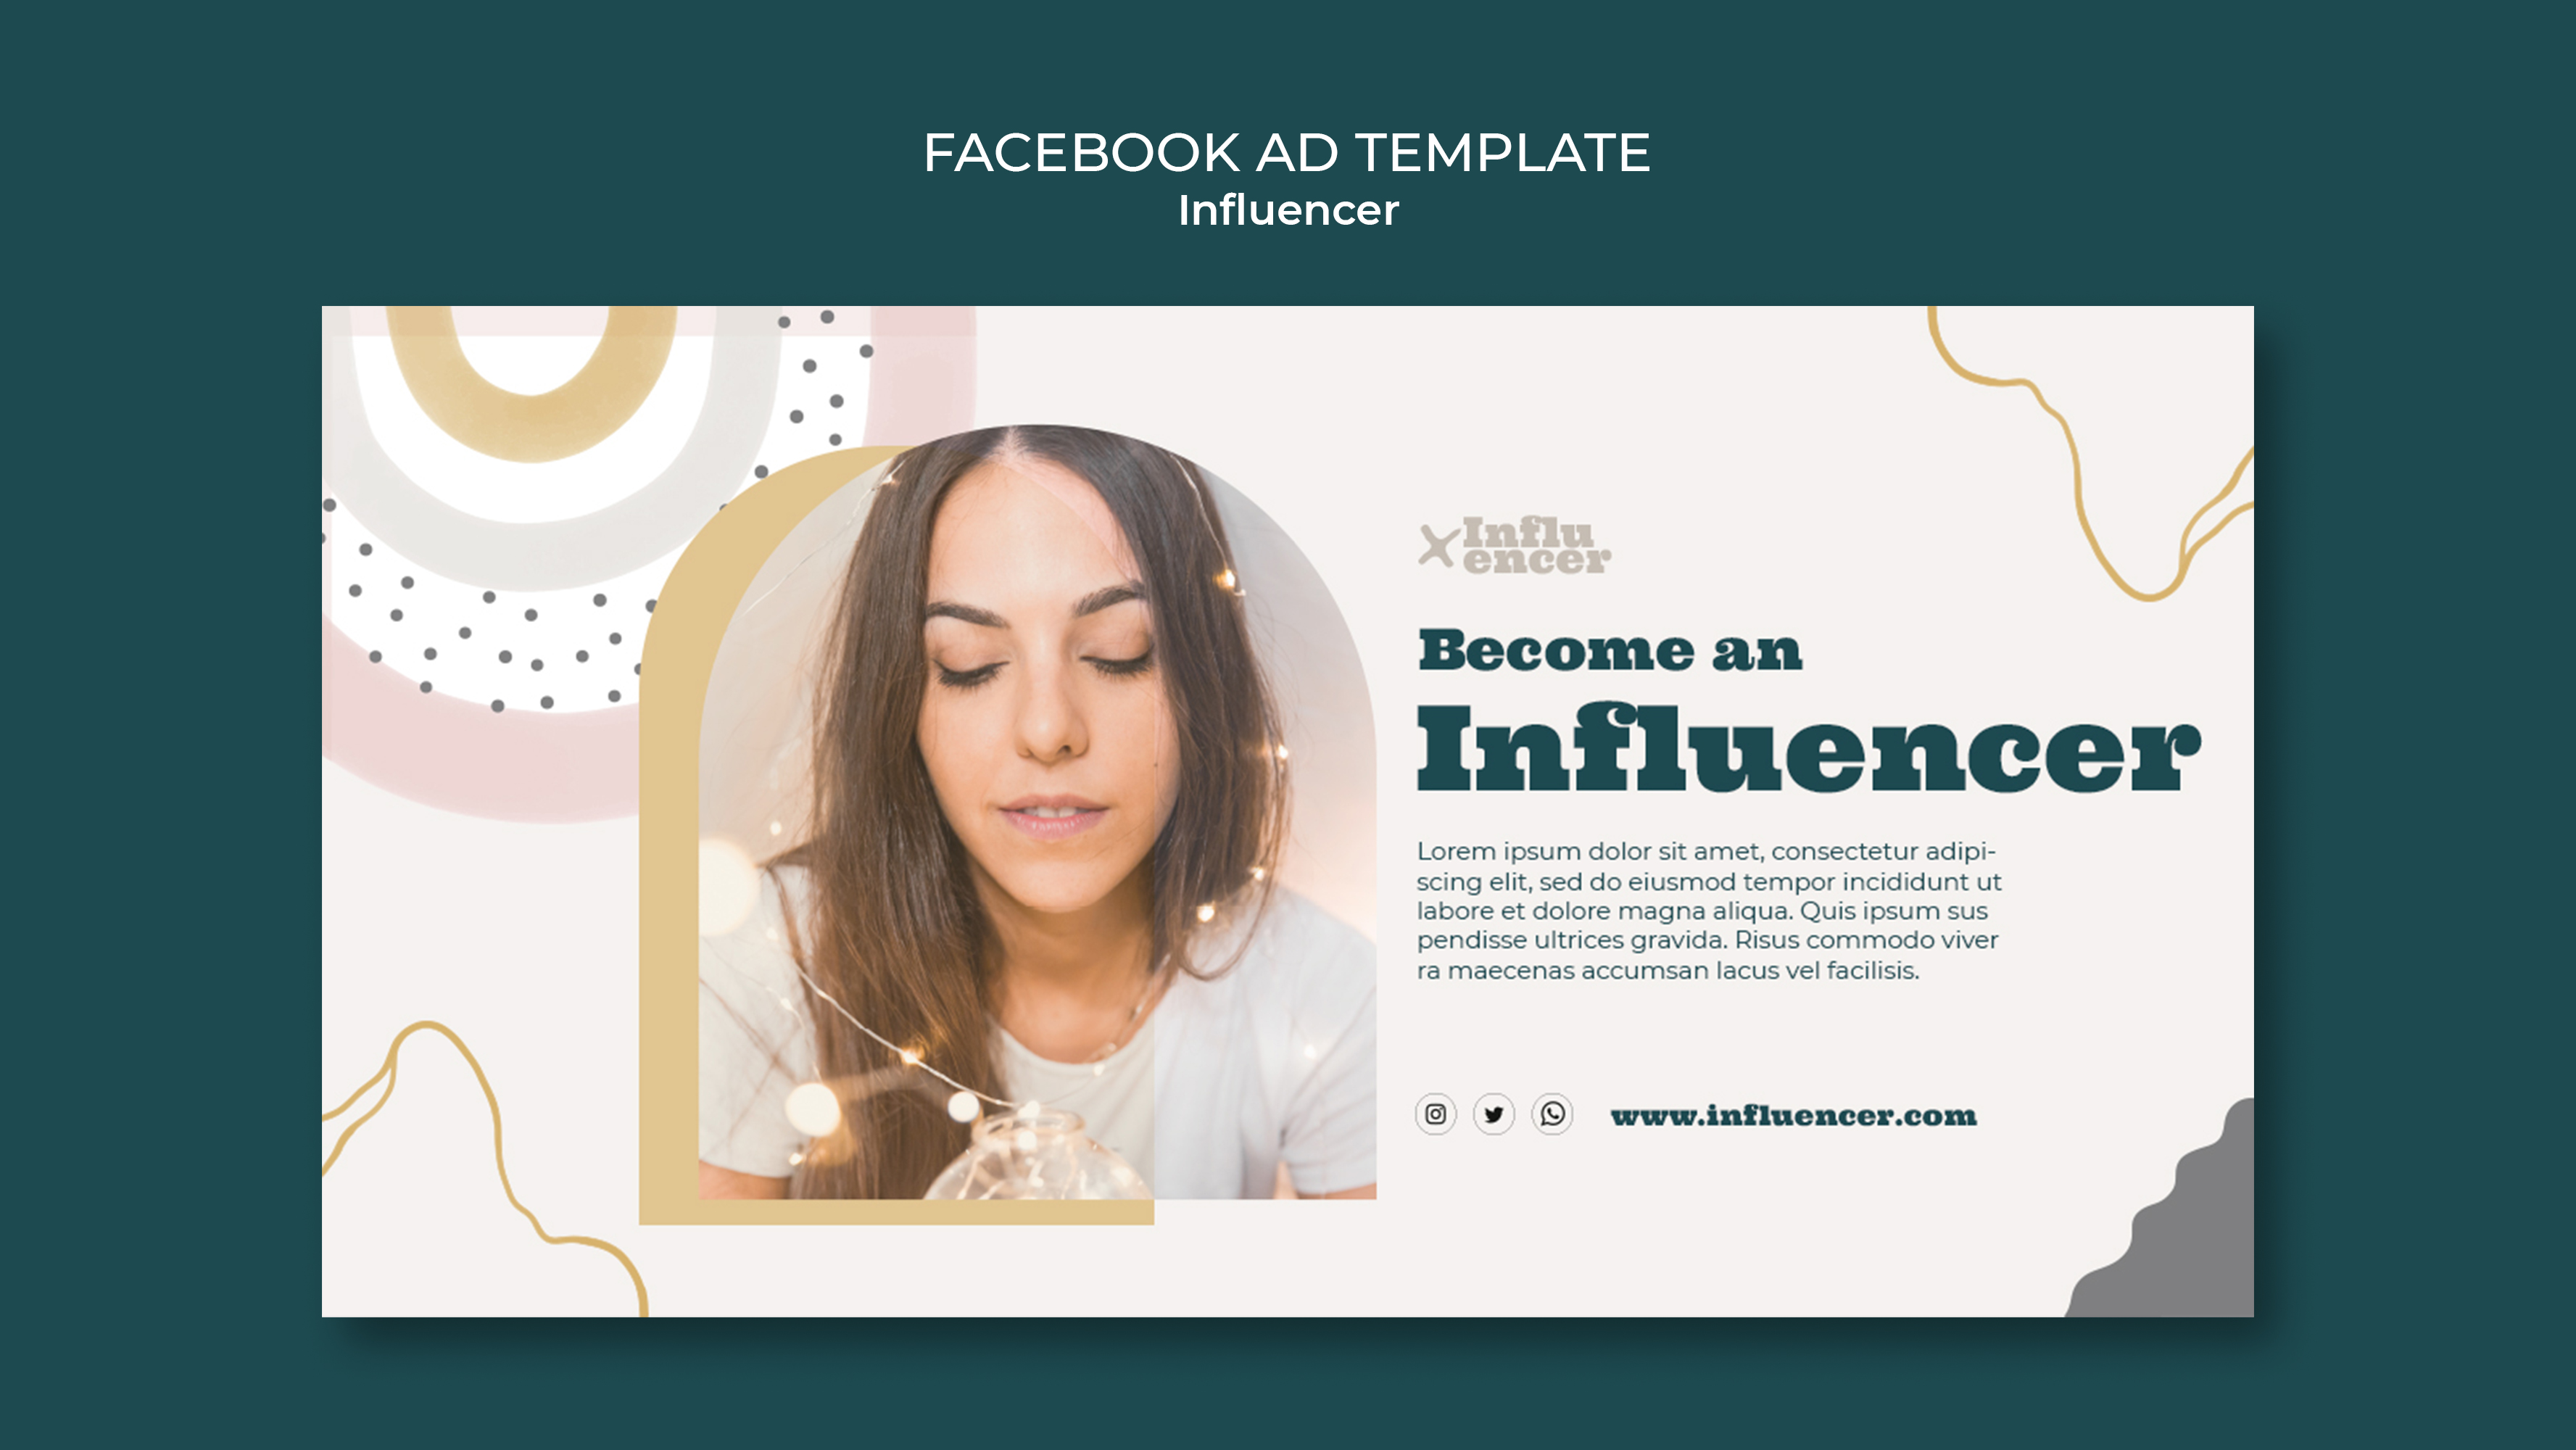 FACEBOOK AD TEMPLATE
Influencer
Influ
encer
Become an
Influencer
Lorem ipsum dolor sit amet, consectetur adipi-
scing elit, sed do eiusmod tempor incididunt ut
labore et dolore magna aliqua. Quis ipsum sus
pendisse ultrices gravida. Risus commodo viver
ra maecenas accumsan lacus vel facilisis.
www.influencer.com